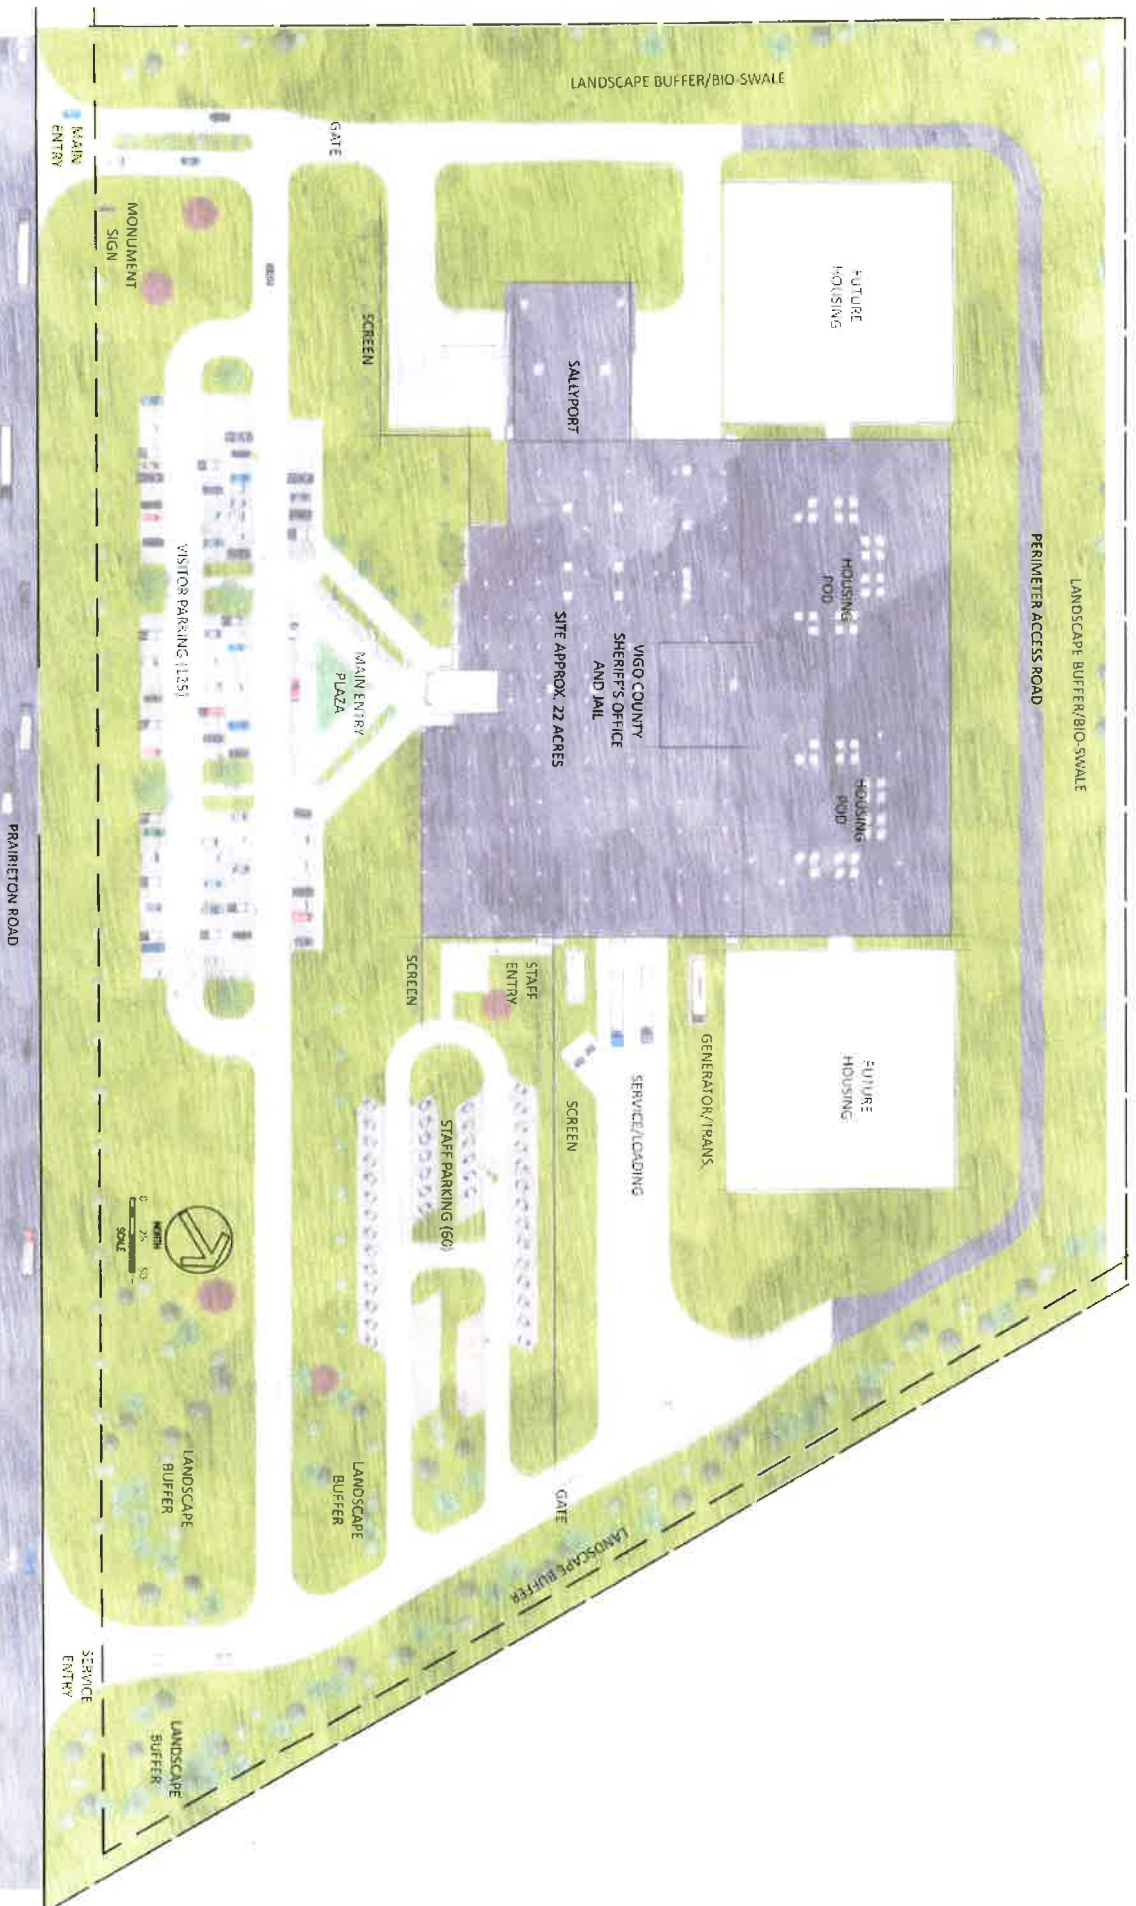 LANDSCAPE BUFFER/BIO-SWALE
LANDSCAPE BUFFER/BIO-SWALE
PERIMETER ACCESS ROAD
FUTURE
HOUSING
HOUSING
POD
HOUSING
POD
FUTURE
HOUSING
GATE
SALLYPORT
SCREEN
VIGO COUNTY
SHERIFF'S OFFICE
AND JAIL
SITE APPROX. 22 ACRES
GENERATOR/TRANS.
SERVICE/LOADING
SCREEN
STAFF
ENTRY
SCREEN
STAFF PARKING (60)
GATE
LANDSCAPE BUFFER
MAIN ENTRY
PLAZA
VISITOR PARKING (125)
MONUMENT
SIGN
MAIN
ENTRY
LANDSCAPE
BUFFER
LANDSCAPE
BUFFER
NORTH
0 25 50
SCALE
SERVICE
ENTRY
LANDSCAPE
BUFFER
PRAIRIETON ROAD